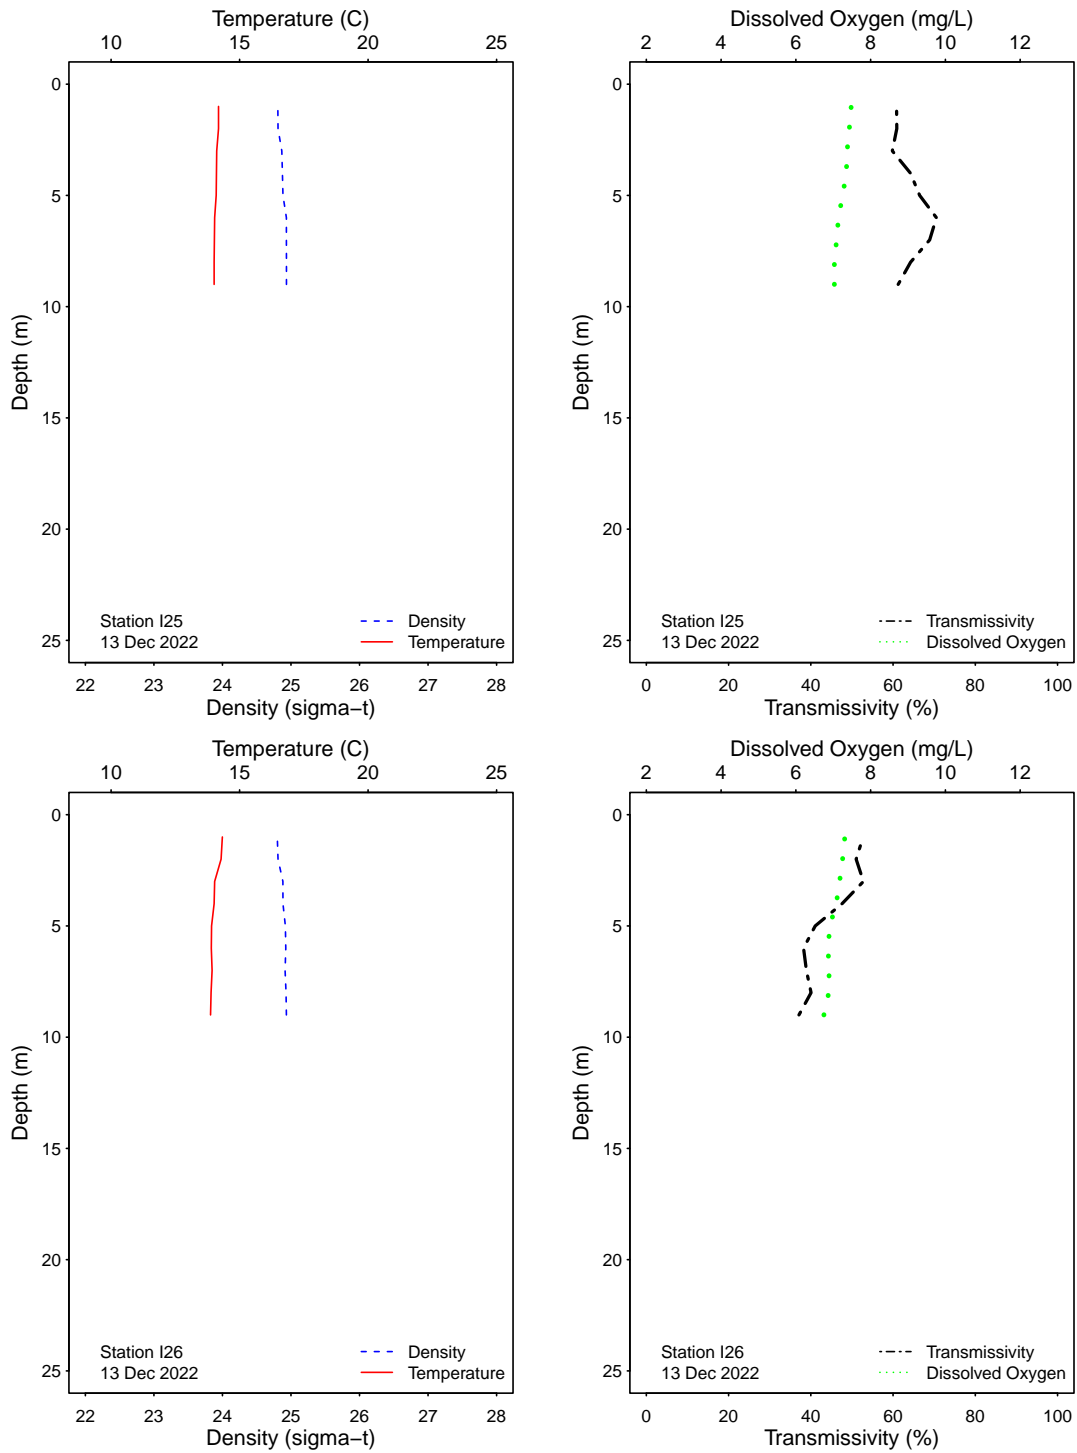 Temperature (C)
10 15 20 25
Depth (m)
0
5
10
15
20
25
Station I25
13 Dec 2022
Density
Temperature
22 23 24 25 26 27 28
Density (sigma−t)
Dissolved Oxygen (mg/L)
2 4 6 8 10 12
Depth (m)
0
5
10
15
20
25
Station I25
13 Dec 2022
Transmissivity
Dissolved Oxygen
0 20 40 60 80 100
Transmissivity (%)
Temperature (C)
10 15 20 25
Depth (m)
0
5
10
15
20
25
Station I26
13 Dec 2022
Density
Temperature
22 23 24 25 26 27 28
Density (sigma−t)
Dissolved Oxygen (mg/L)
2 4 6 8 10 12
Depth (m)
0
5
10
15
20
25
Station I26
13 Dec 2022
Transmissivity
Dissolved Oxygen
0 20 40 60 80 100
Transmissivity (%)